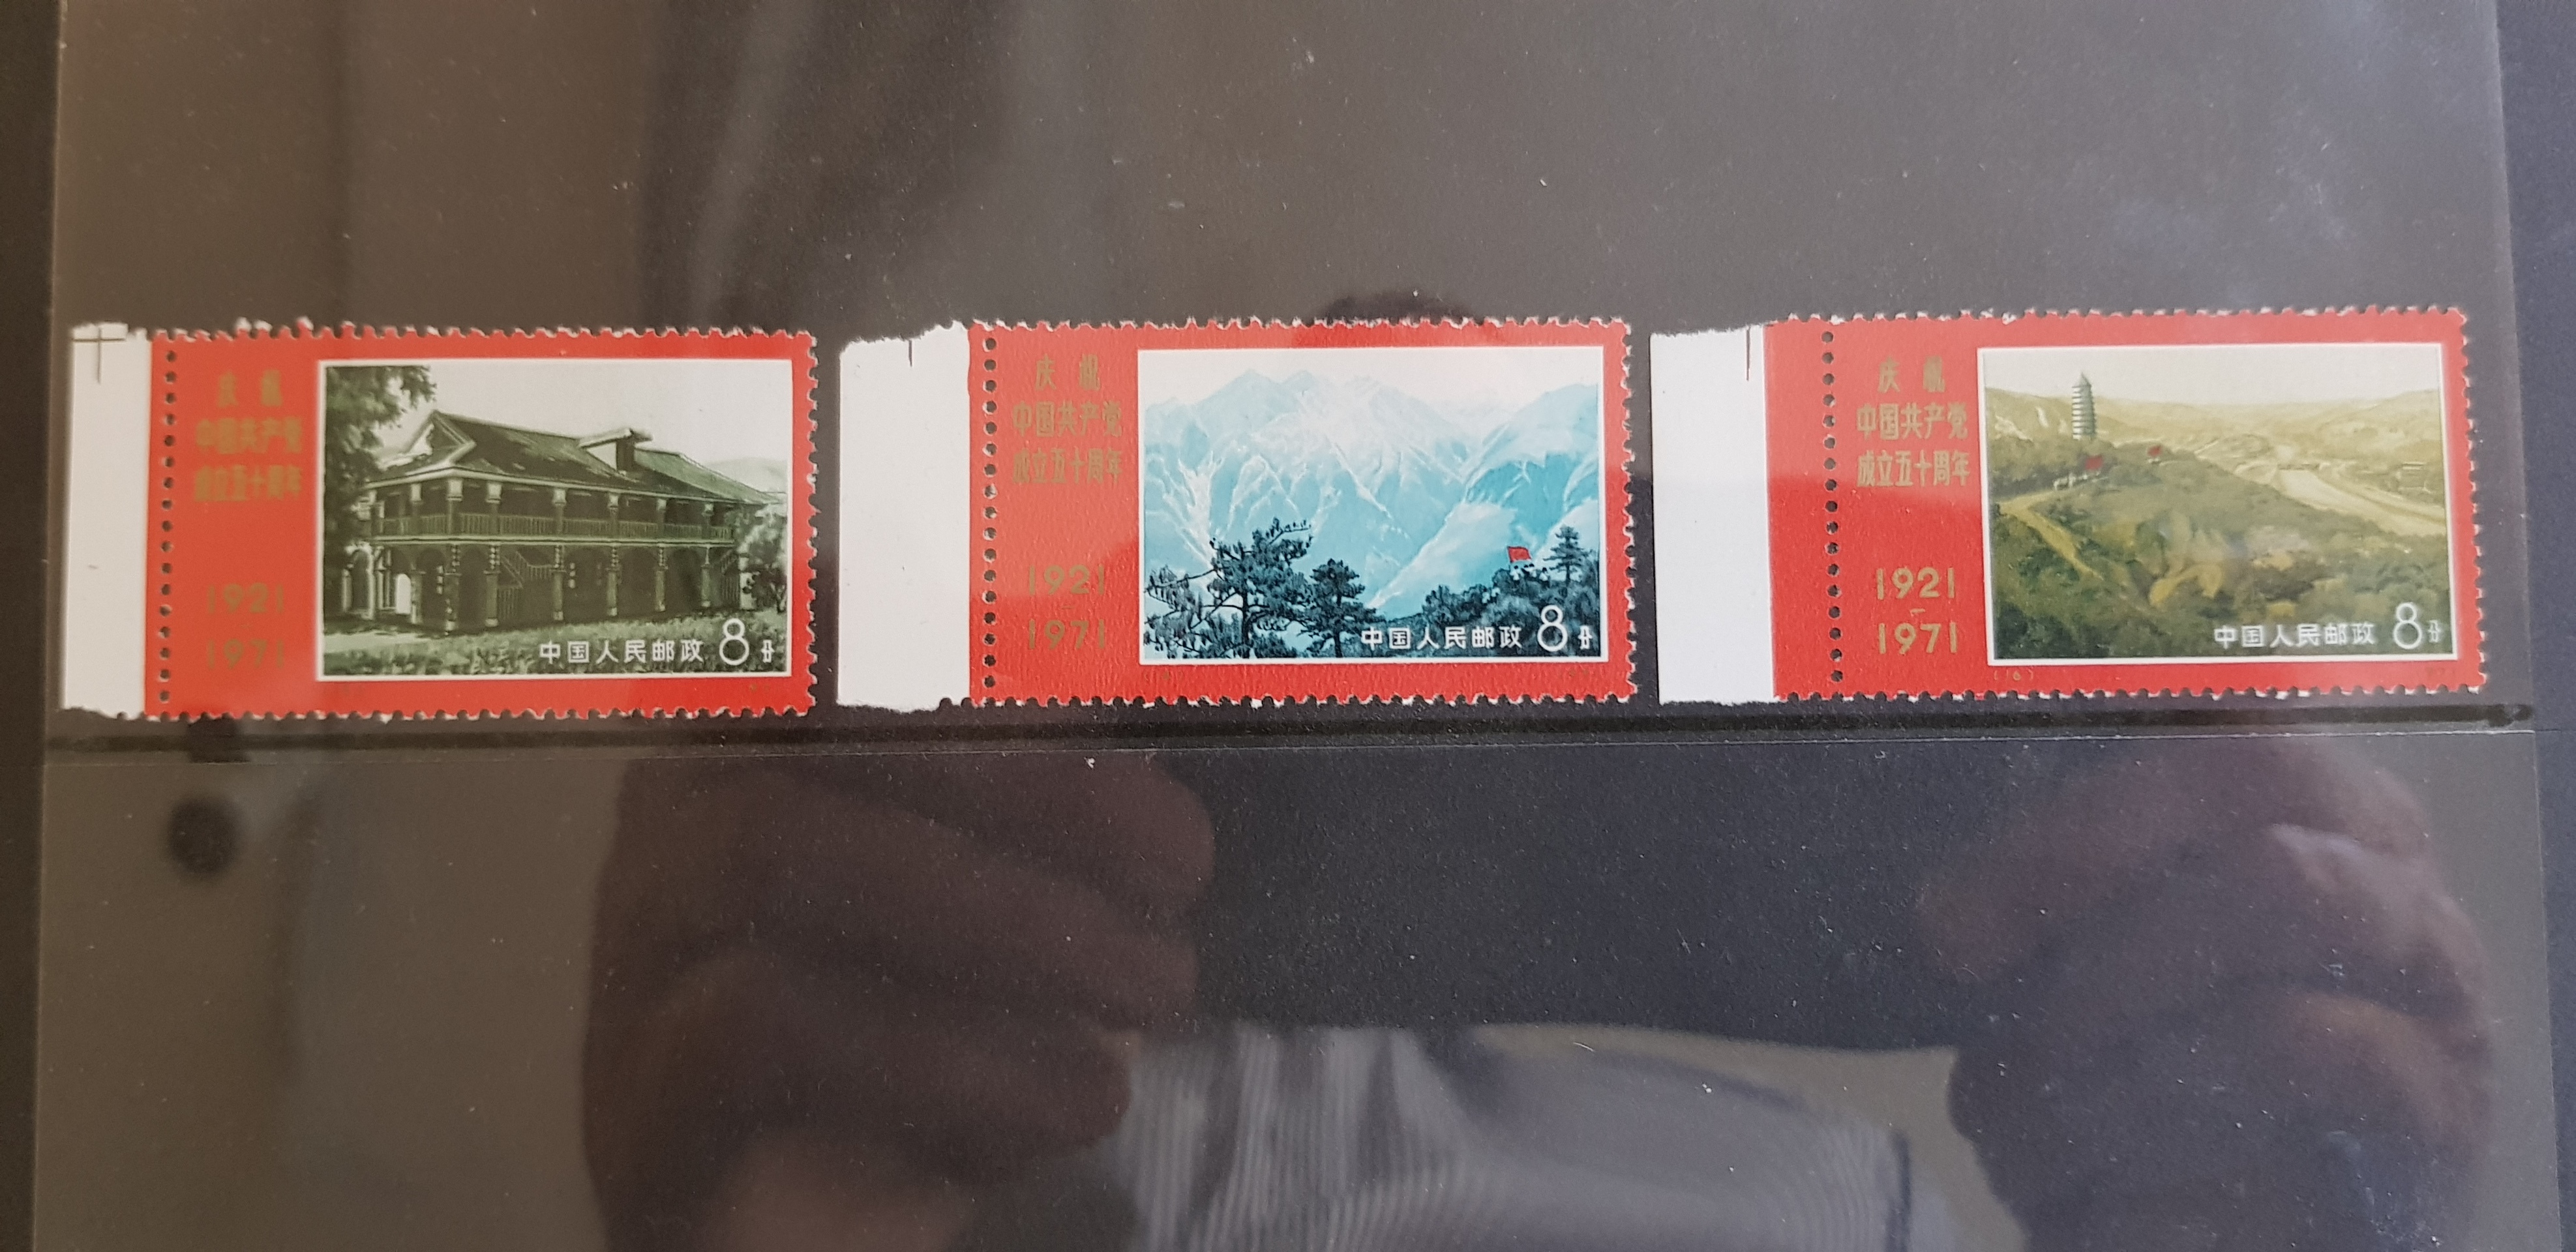 庆祝
中国共产党
成立五十周年
1921
1971
中国人民邮政 8分
庆祝
中国共产党
成立五十周年
1921
1971
中国人民邮政 8分
庆祝
中国共产党
成立五十周年
1921
1971
中国人民邮政 8分
(16)